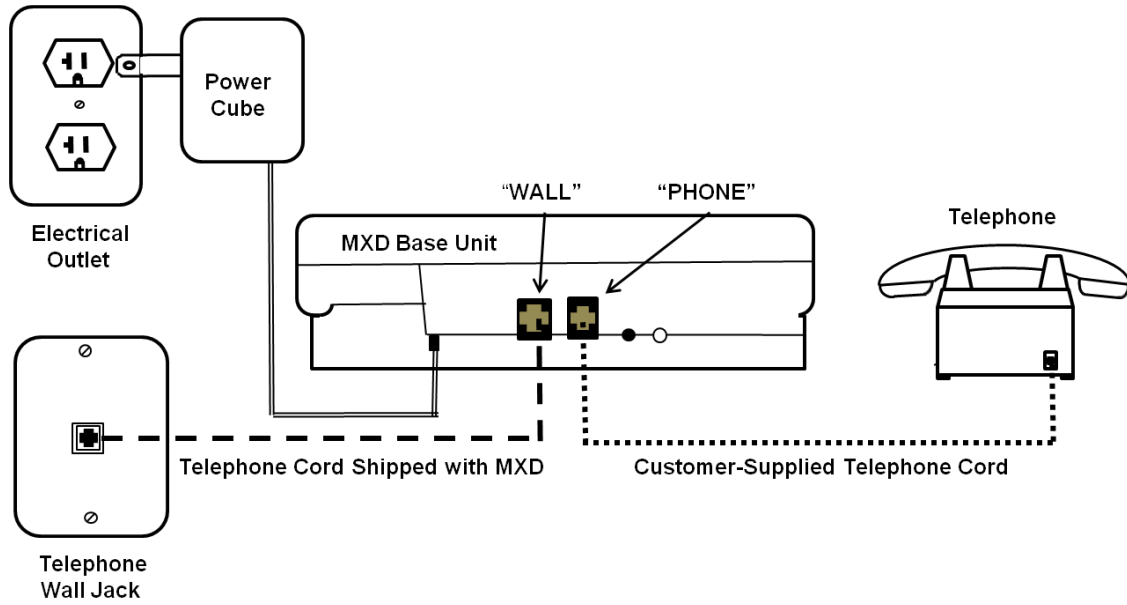 Power
Cube
“WALL”
“PHONE”
Telephone
Electrical
Outlet
MXD Base Unit
Telephone Cord Shipped with MXD
Customer-Supplied Telephone Cord
Telephone
Wall Jack